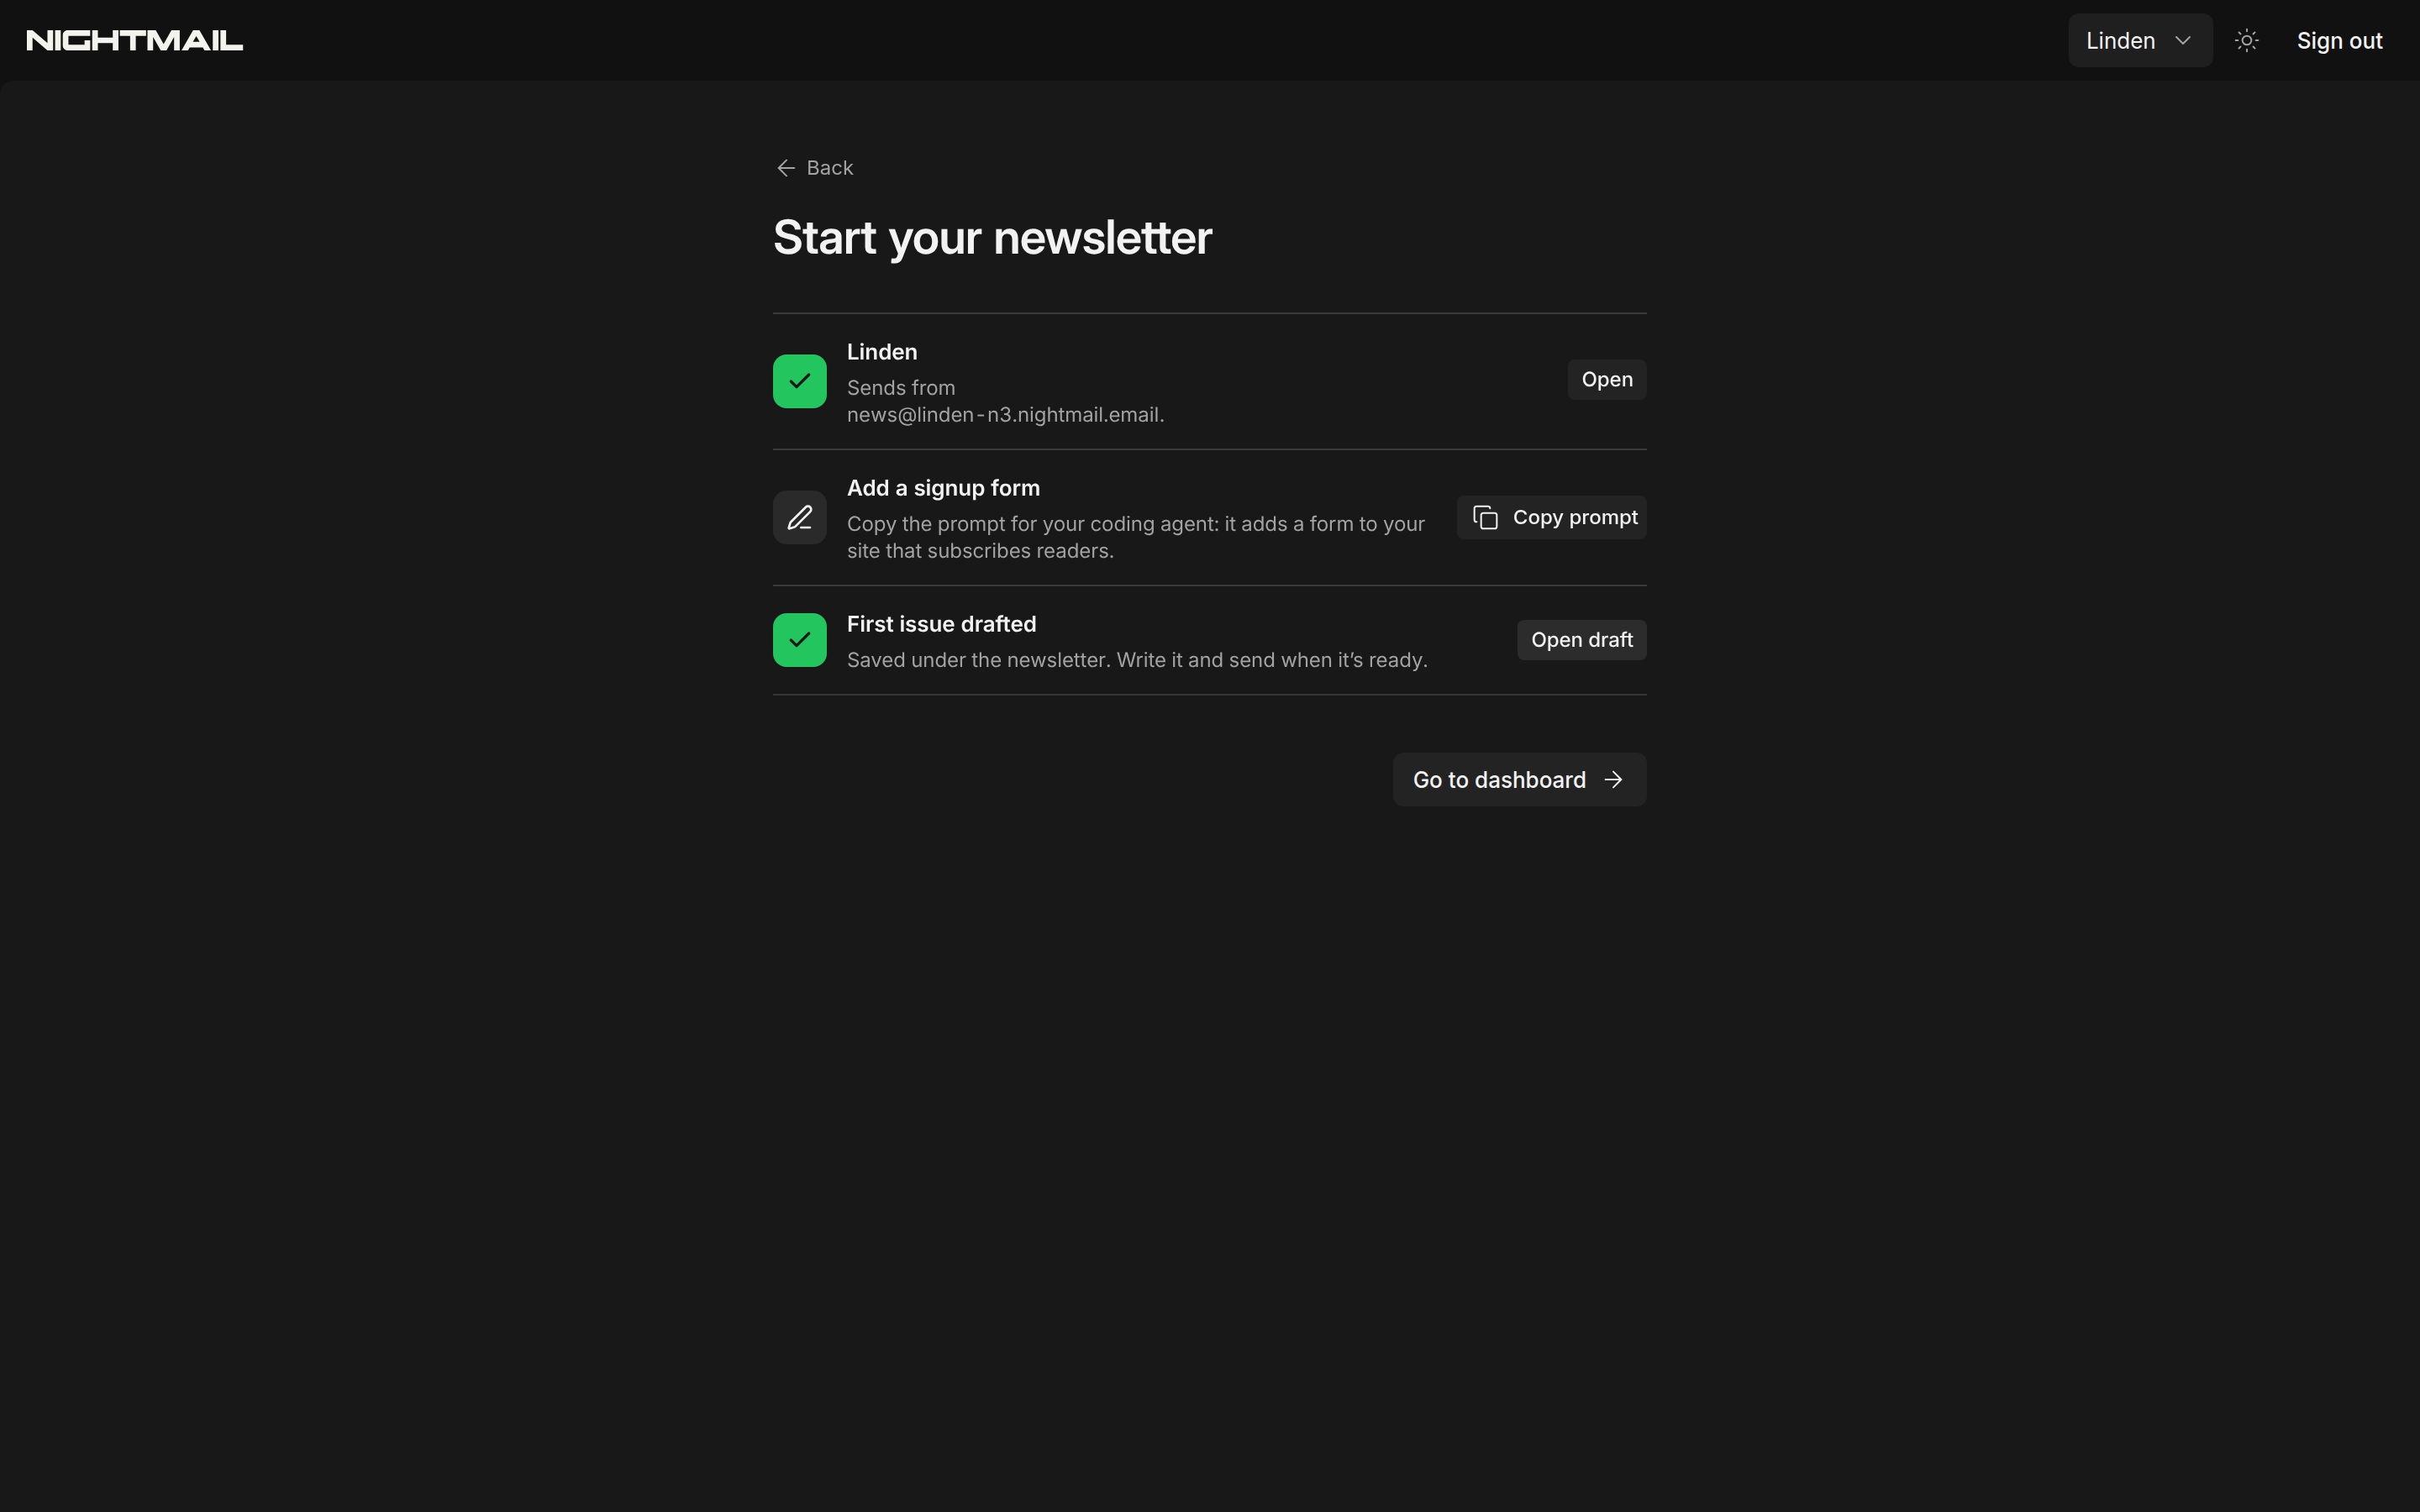 NIGHTMAIL
Linden
Sign out
Back
Start your newsletter
Linden
Sends from
news@linden-n3.nightmail.email.
Open
Add a signup form
Copy the prompt for your coding agent: it adds a form to your
site that subscribes readers.
Copy prompt
First issue drafted
Saved under the newsletter. Write it and send when it’s ready.
Open draft
Go to dashboard